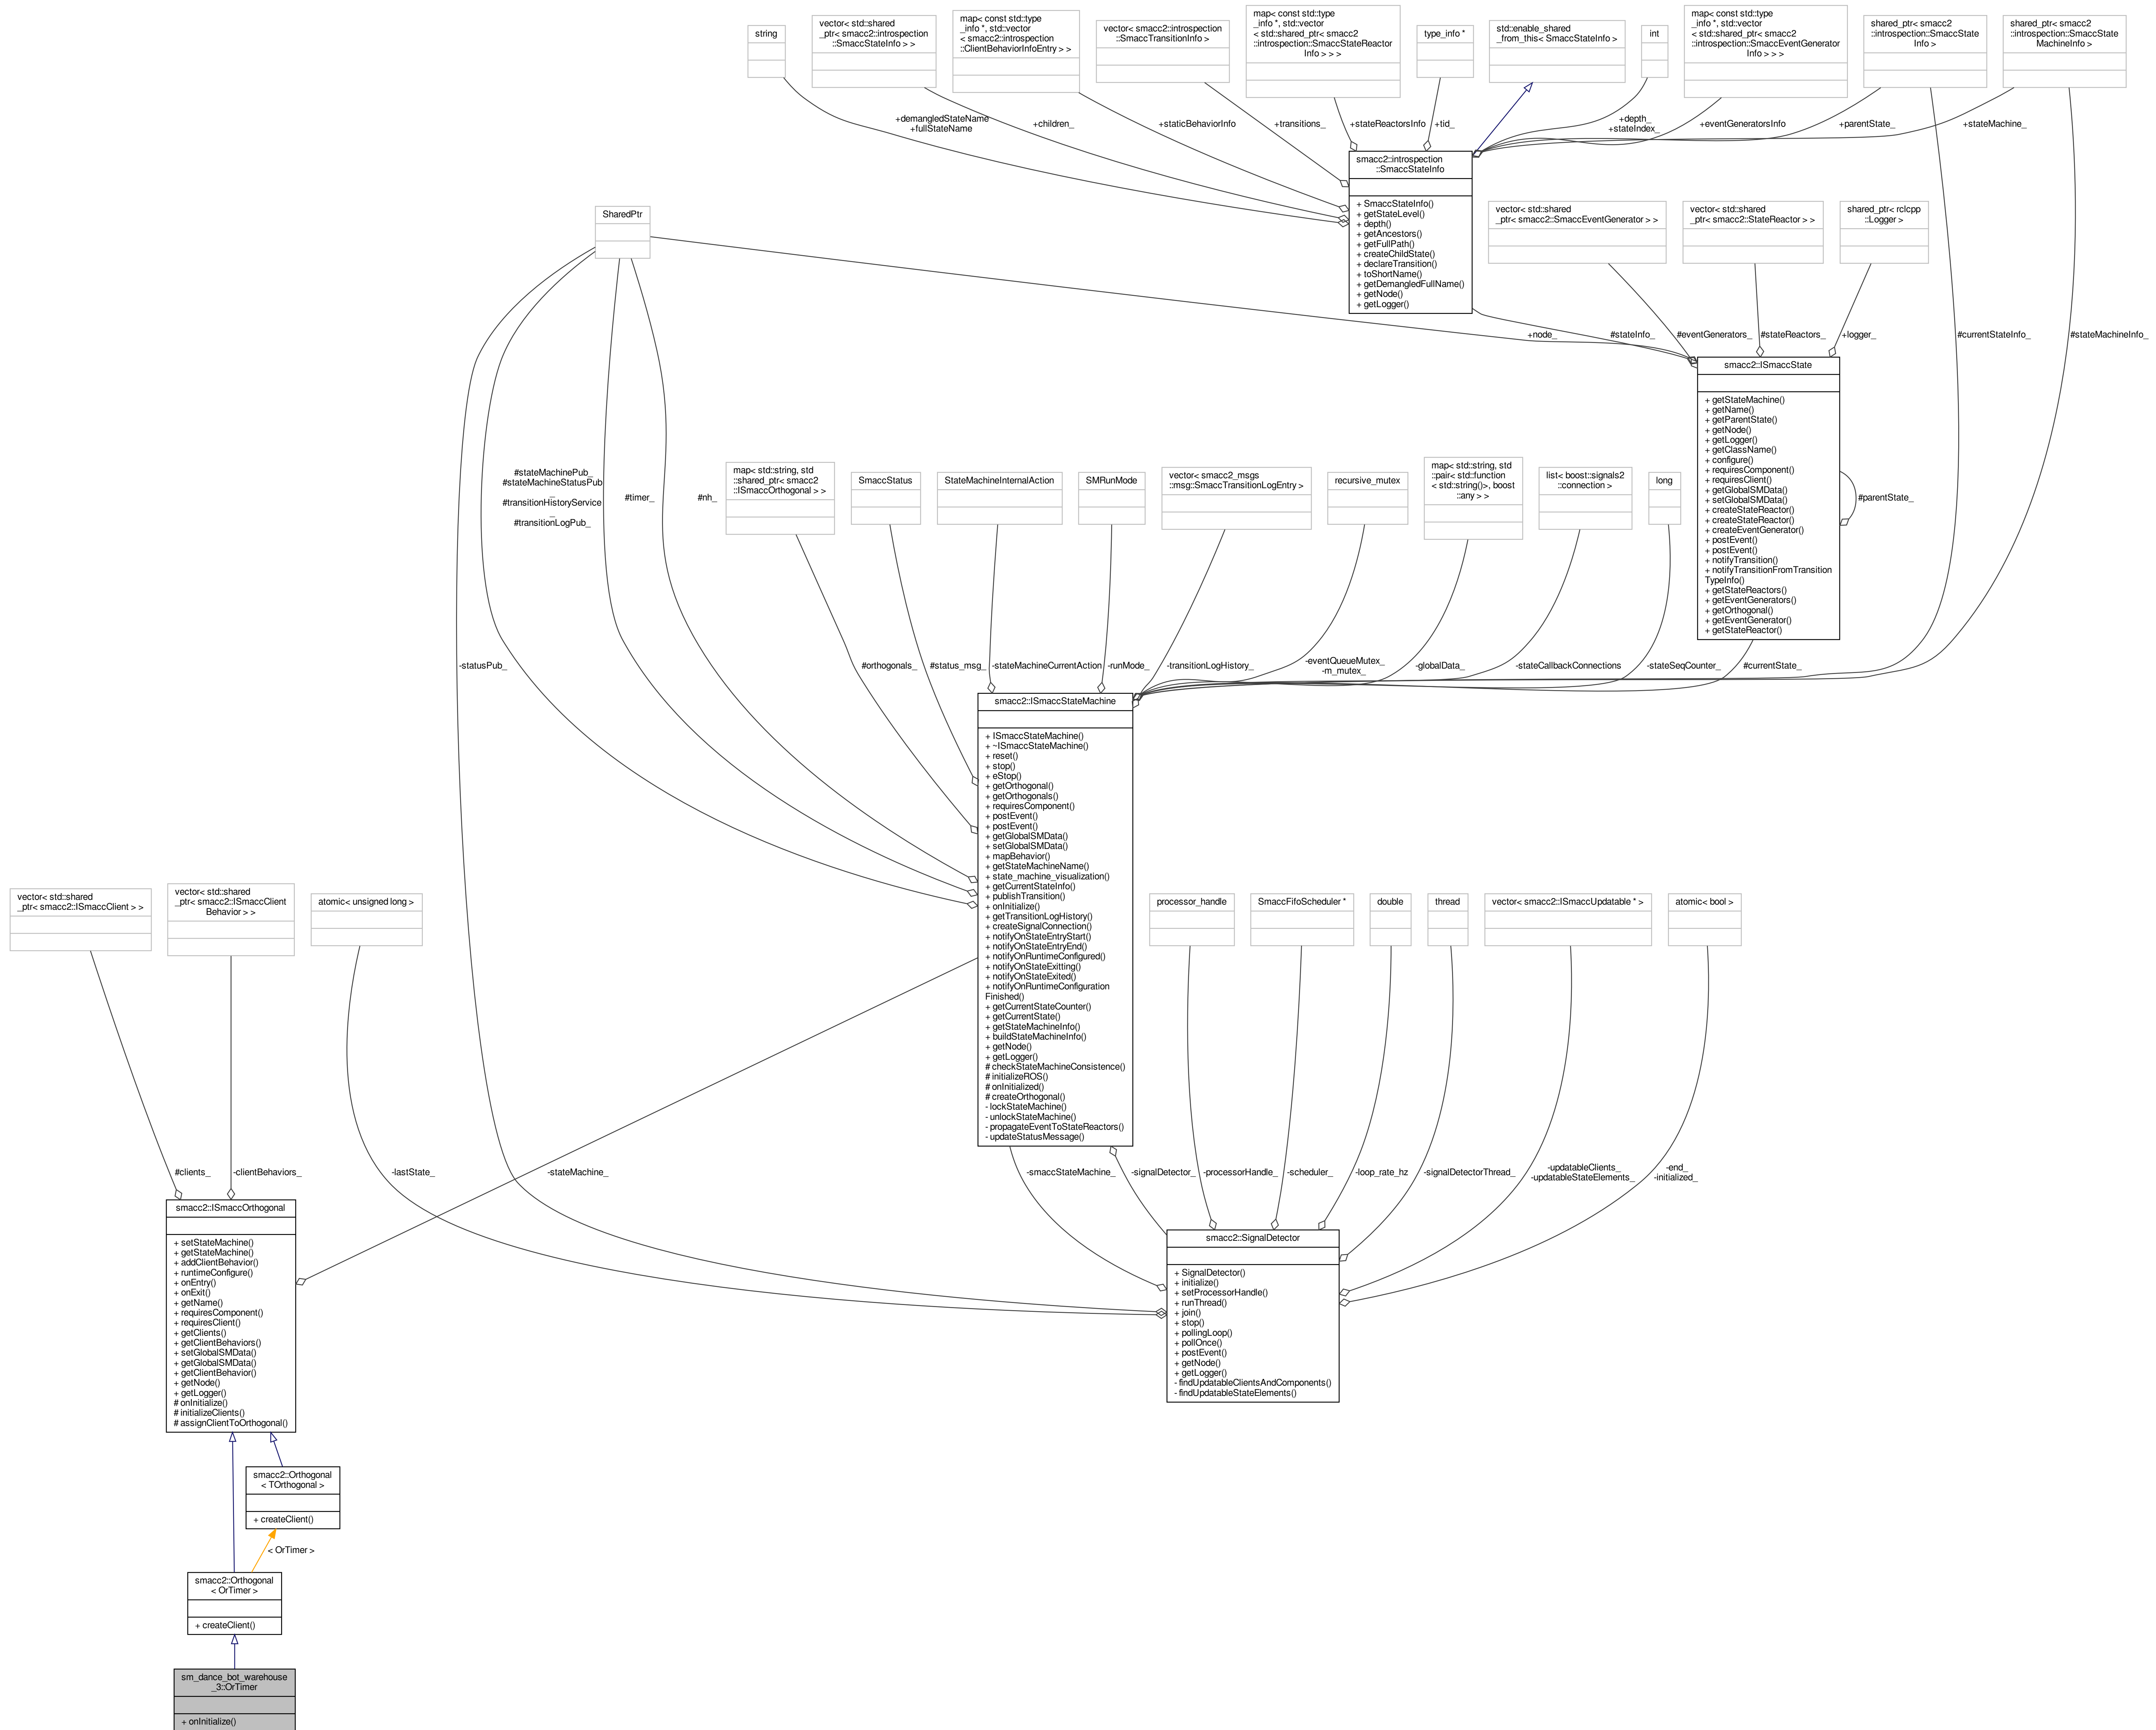 string
vector< std::shared
_ptr< smacc2::introspection
::SmaccStateInfo > >
map< const std::type
_info *, std::vector
< smacc2::introspection
::ClientBehaviorInfoEntry > >
vector< smacc2::introspection
::SmaccTransitionInfo >
map< const std::type
_info *, std::vector
< std::shared_ptr< smacc2
::introspection::SmaccStateReactor
Info > > >
type_info *
std::enable_shared
_from_this< SmaccStateInfo >
int
map< const std::type
_info *, std::vector
< std::shared_ptr< smacc2
::introspection::SmaccEventGenerator
Info > > >
shared_ptr< smacc2
::introspection::SmaccState
Info >
shared_ptr< smacc2
::introspection::SmaccState
MachineInfo >
+demangledStateName
+fullStateName
+children_
+staticBehaviorInfo
+transitions_
+stateReactorsInfo
+tid_
+depth_
+stateIndex_
+eventGeneratorsInfo
+parentState_
+stateMachine_
smacc2::introspection
::SmaccStateInfo
+ SmaccStateInfo()
+ getStateLevel()
+ depth()
+ getAncestors()
+ getFullPath()
+ createChildState()
+ declareTransition()
+ toShortName()
+ getDemangledFullName()
+ getNode()
+ getLogger()
SharedPtr
vector< std::shared
_ptr< smacc2::SmaccEventGenerator > >
vector< std::shared
_ptr< smacc2::StateReactor > >
shared_ptr< rclcpp
::Logger >
+node_
#stateInfo_
#eventGenerators_
#stateReactors_
+logger_
#currentStateInfo_
#stateMachineInfo_
smacc2::ISmaccState
+ getStateMachine()
+ getName()
+ getParentState()
+ getNode()
+ getLogger()
+ getClassName()
+ configure()
+ requiresComponent()
+ requiresClient()
+ getGlobalSMData()
+ setGlobalSMData()
+ createStateReactor()
+ createStateReactor()
+ createEventGenerator()
+ postEvent()
+ postEvent()
+ notifyTransition()
+ notifyTransitionFromTransition
TypeInfo()
+ getStateReactors()
+ getEventGenerators()
+ getOrthogonal()
+ getEventGenerator()
+ getStateReactor()
#parentState_
#stateMachinePub_
#stateMachineStatusPub
_
#transitionHistoryService
_
#transitionLogPub_
#timer_
#nh_
map< std::string, std
::shared_ptr< smacc2
::ISmaccOrthogonal > >
SmaccStatus
StateMachineInternalAction
SMRunMode
vector< smacc2_msgs
::msg::SmaccTransitionLogEntry >
recursive_mutex
map< std::string, std
::pair< std::function
< std::string()>, boost
::any > >
list< boost::signals2
::connection >
long
-statusPub_
#orthogonals_
#status_msg_
-stateMachineCurrentAction
-runMode_
-transitionLogHistory_
-eventQueueMutex_
-m_mutex_
-globalData_
-stateCallbackConnections
-stateSeqCounter_
#currentState_
smacc2::ISmaccStateMachine
+ ISmaccStateMachine()
+ ~ISmaccStateMachine()
+ reset()
+ stop()
+ eStop()
+ getOrthogonal()
+ getOrthogonals()
+ requiresComponent()
+ postEvent()
+ postEvent()
+ getGlobalSMData()
+ setGlobalSMData()
+ mapBehavior()
+ getStateMachineName()
+ state_machine_visualization()
+ getCurrentStateInfo()
+ publishTransition()
+ onInitialize()
+ getTransitionLogHistory()
+ createSignalConnection()
+ notifyOnStateEntryStart()
+ notifyOnStateEntryEnd()
+ notifyOnRuntimeConfigured()
+ notifyOnStateExitting()
+ notifyOnStateExited()
+ notifyOnRuntimeConfiguration
Finished()
+ getCurrentStateCounter()
+ getCurrentState()
+ getStateMachineInfo()
+ buildStateMachineInfo()
+ getNode()
+ getLogger()
# checkStateMachineConsistence()
# initializeROS()
# onInitialized()
# createOrthogonal()
- lockStateMachine()
- unlockStateMachine()
- propagateEventToStateReactors()
- updateStatusMessage()
vector< std::shared
_ptr< smacc2::ISmaccClient > >
vector< std::shared
_ptr< smacc2::ISmaccClient
Behavior > >
atomic< unsigned long >
processor_handle
SmaccFifoScheduler *
double
thread
vector< smacc2::ISmaccUpdatable * >
atomic< bool >
#clients_
-clientBehaviors_
-lastState_
-stateMachine_
-smaccStateMachine_
-signalDetector_
-processorHandle_
-scheduler_
-loop_rate_hz
-signalDetectorThread_
-updatableClients_
-updatableStateElements_
-end_
-initialized_
smacc2::ISmaccOrthogonal
+ setStateMachine()
+ getStateMachine()
+ addClientBehavior()
+ runtimeConfigure()
+ onEntry()
+ onExit()
+ getName()
+ requiresComponent()
+ requiresClient()
+ getClients()
+ getClientBehaviors()
+ setGlobalSMData()
+ getGlobalSMData()
+ getClientBehavior()
+ getNode()
+ getLogger()
# onInitialize()
# initializeClients()
# assignClientToOrthogonal()
smacc2::SignalDetector
+ SignalDetector()
+ initialize()
+ setProcessorHandle()
+ runThread()
+ join()
+ stop()
+ pollingLoop()
+ pollOnce()
+ postEvent()
+ getNode()
+ getLogger()
- findUpdatableClientsAndComponents()
- findUpdatableStateElements()
smacc2::Orthogonal
< TOrthogonal >
+ createClient()
< OrTimer >
smacc2::Orthogonal
< OrTimer >
+ createClient()
sm_dance_bot_warehouse
_3::OrTimer
+ onInitialize()